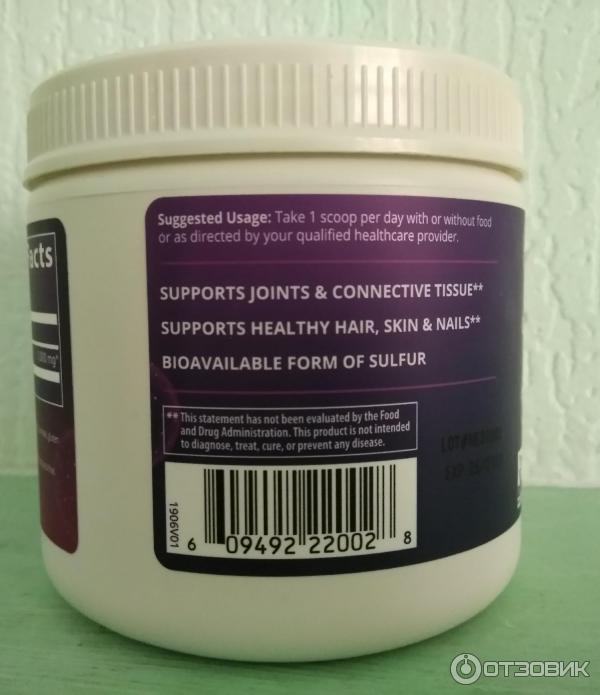 acts
Suggested Usage: Take 1 scoop per day with or without food
or as directed by your qualified healthcare provider.
SUPPORTS JOINTS & CONNECTIVE TISSUE**
SUPPORTS HEALTHY HAIR, SKIN & NAILS**
BIOAVAILABLE FORM OF SULFUR
** This statement has not been evaluated by the Food
and Drug Administration. This product is not intended
to diagnose, treat, cure, or prevent any disease.
1906V01
6 09492 22002 8
LOT
EXP
ОТЗОВИК